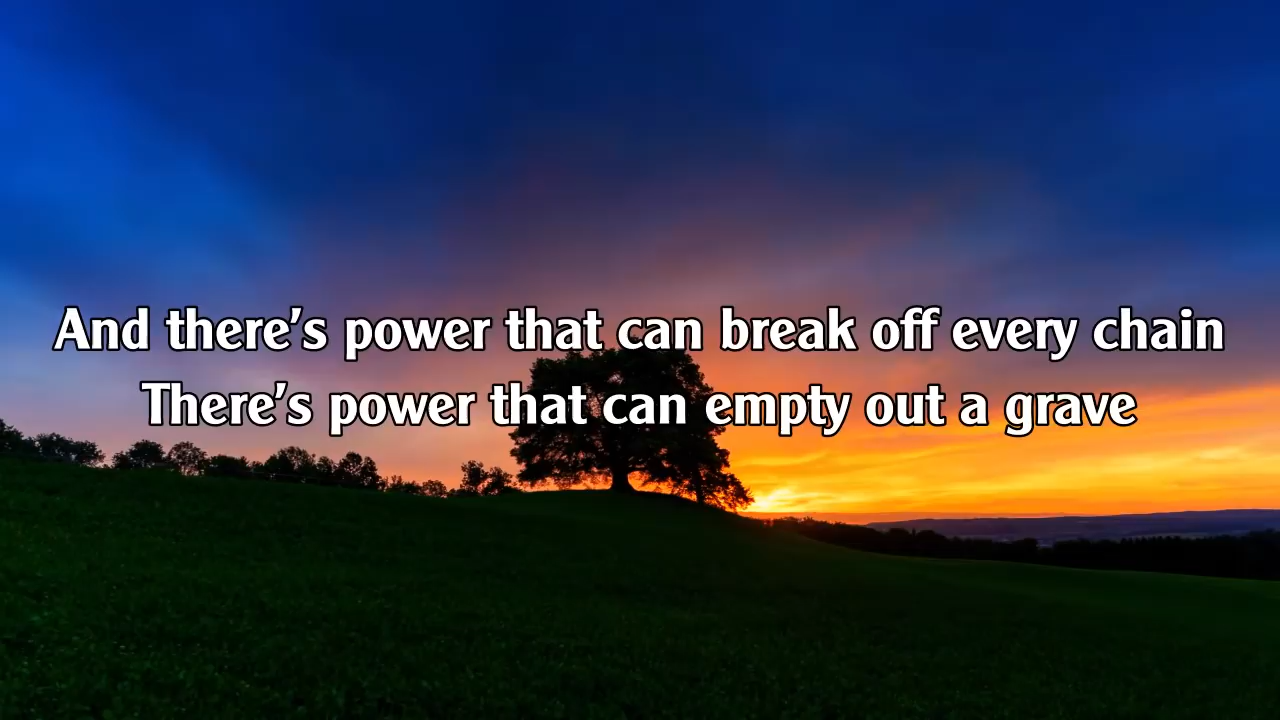 And there’s power that can break off every chain
There’s power that can empty out a grave